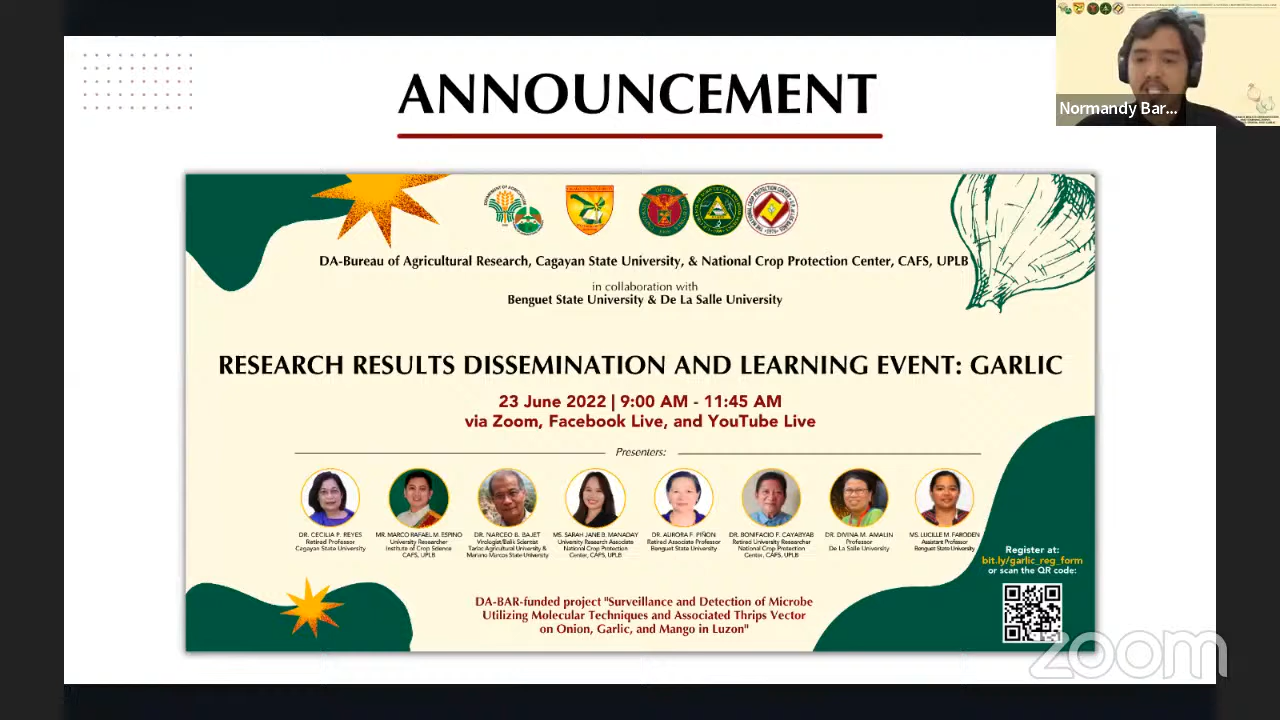 ANNOUNCEMENT
Normandy Bar...
DA-Bureau of Agricultural Research, Cagayan State University, & National Crop Protection Center, CAFS, UPLB
in collaboration with
Benguet State University & De La Salle University
RESEARCH RESULTS DISSEMINATION AND LEARNING EVENT: GARLIC
23 June 2022 | 9:00 AM - 11:45 AM
via Zoom, Facebook Live, and YouTube Live
Presenters:
DR. CECILIA P. REYES
Retired Professor
Cagayan State University
MR. MARCO RAFAEL M. ESPINO
University Researcher
Institute of Crop Science
CAFS, UPLB
DR. NARCEO B. BAJET
Virologist/Balik Scientist
Tarlac Agricultural University &
Mariano Marcos State University
MS. SARAH JANE B. MANADAY
University Research Associate
National Crop Protection
Center, CAFS, UPLB
DR. AURORA F. PIÑON
Retired Associate Professor
Benguet State University
DR. BONIFACIO F. CAYABYAB
Retired University Researcher
National Crop Protection
Center, CAFS, UPLB
DR. DIVINA M. AMALIN
Professor
De La Salle University
MS. LUCILLE M. FARODEN
Assistant Professor
Benguet State University
Register at:
bit.ly/garlic_reg_form
or scan the QR code:
DA-BAR-funded project "Surveillance and Detection of Microbe
Utilizing Molecular Techniques and Associated Thrips Vector
on Onion, Garlic, and Mango in Luzon"
zoom